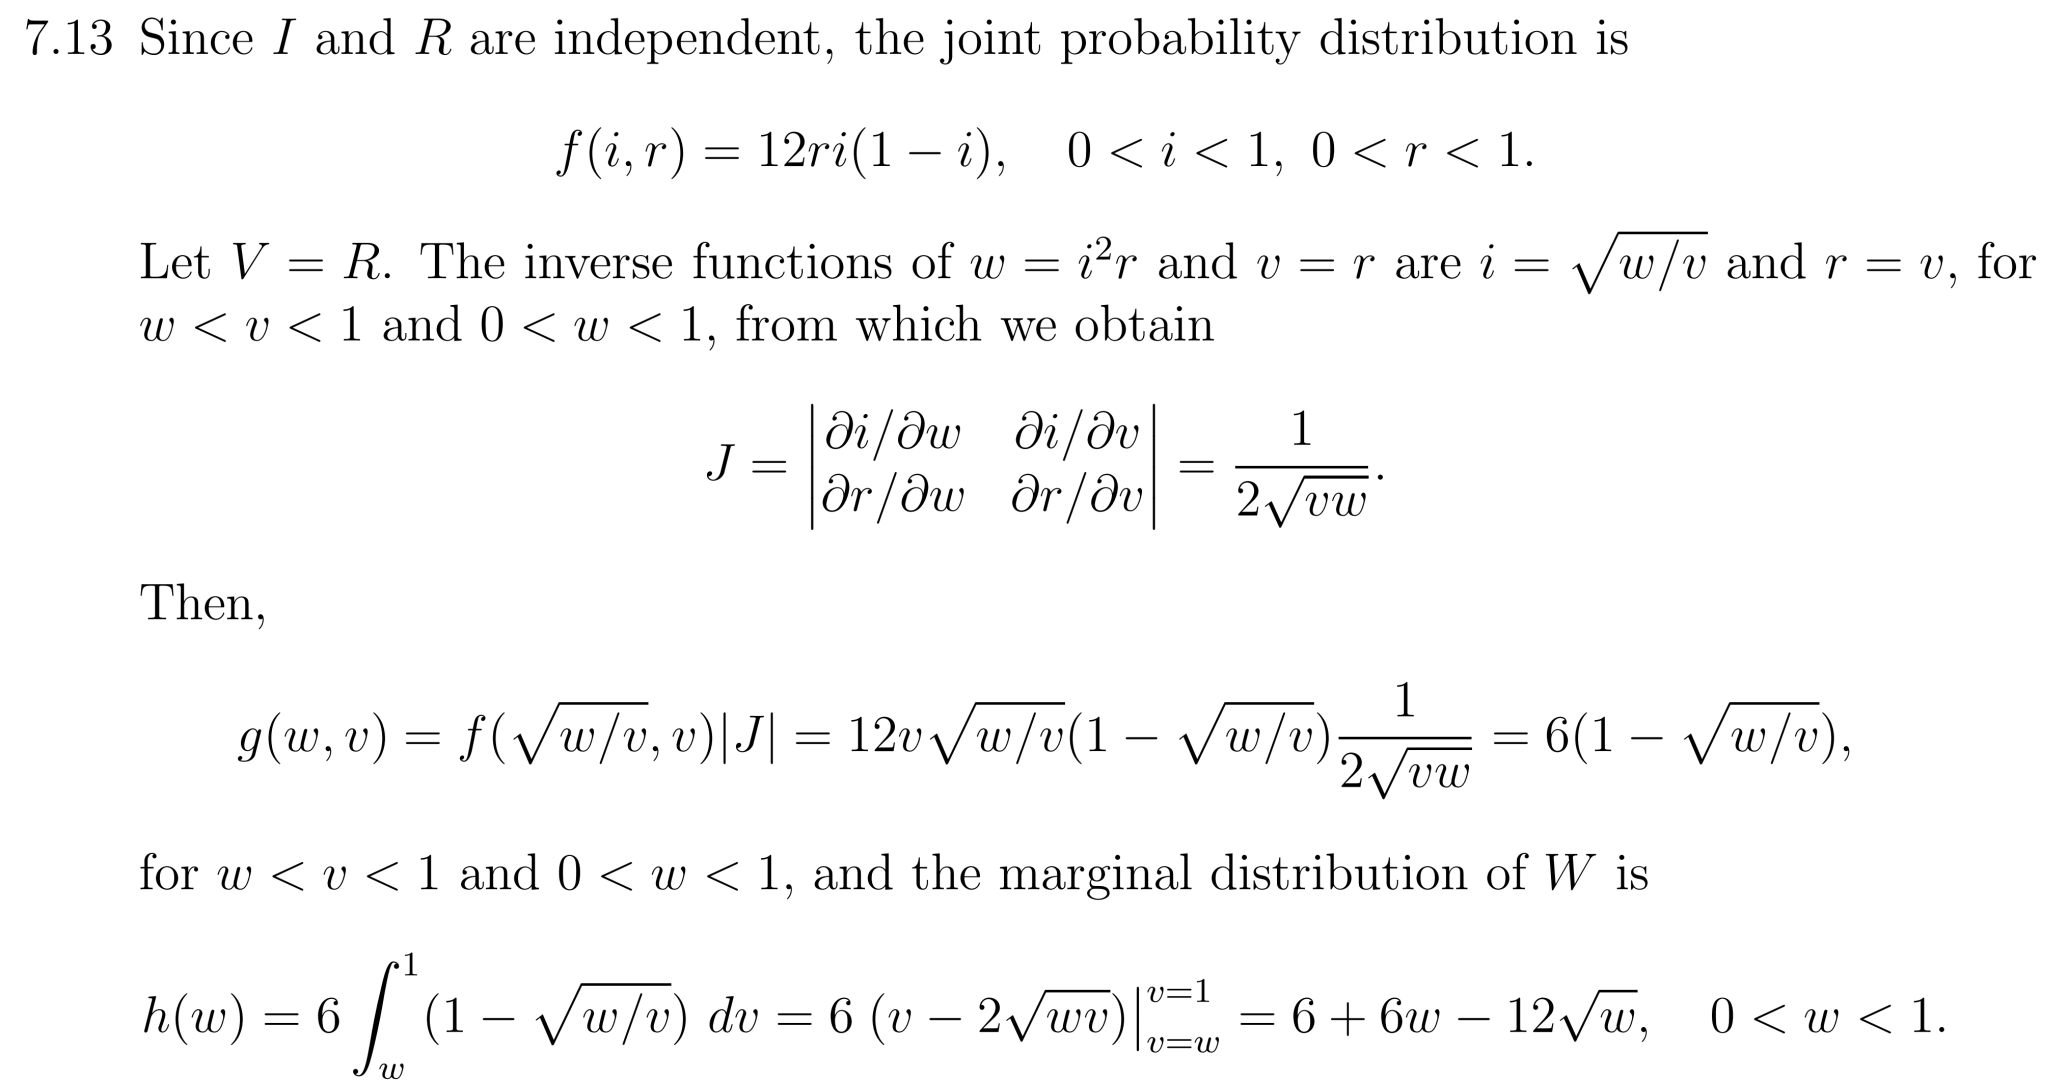 7.13 Since I and R are independent, the joint probability distribution is
f(i, r) = 12ri(1 − i),    0 < i < 1, 0 < r < 1.
Let V = R. The inverse functions of w = i²r and v = r are i = √(w/v) and r = v, for
w < v < 1 and 0 < w < 1, from which we obtain
J = |∂i/∂w  ∂i/∂v; ∂r/∂w  ∂r/∂v| = 1/(2√(vw)).
Then,
g(w, v) = f(√(w/v), v)|J| = 12v√(w/v)(1 − √(w/v)) 1/(2√(vw)) = 6(1 − √(w/v)),
for w < v < 1 and 0 < w < 1, and the marginal distribution of W is
h(w) = 6 ∫_w^1 (1 − √(w/v)) dv = 6 (v − 2√(wv))|_{v=w}^{v=1} = 6 + 6w − 12√w,    0 < w < 1.